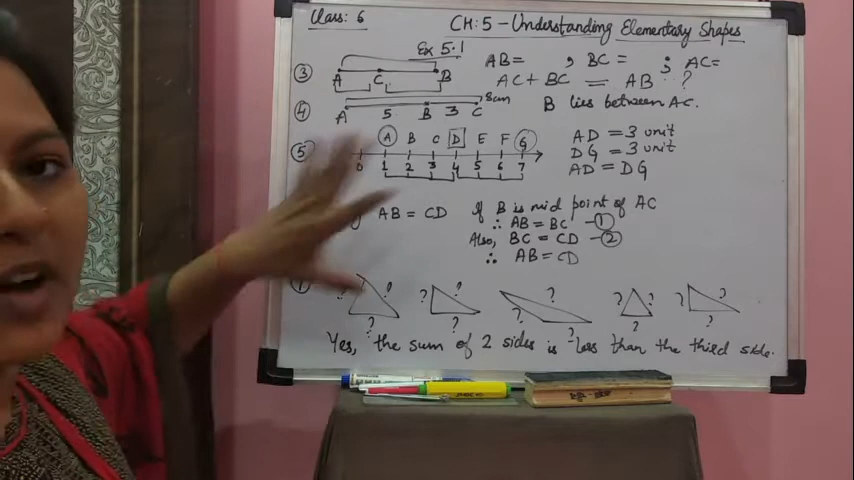 Class: 6
CH: 5 - Understanding Elementary Shapes
Ex 5.1
③ A C B
AB= , BC= ; AC=
AC + BC = AB ?
④ A 5 B 3 C 8cm
B lies between AC.
⑤ A B C D E F G
0 1 2 3 4 5 6 7
AD = 3 unit
DG = 3 unit
AD = DG
AB = CD
If B is mid point of AC
∴ AB = BC - ①
Also, BC = CD - ②
∴ AB = CD
? ? ? ? ? ? ? ? ? ? ? ? ? ? ?
Yes, the sum of 2 sides is less than the third side.